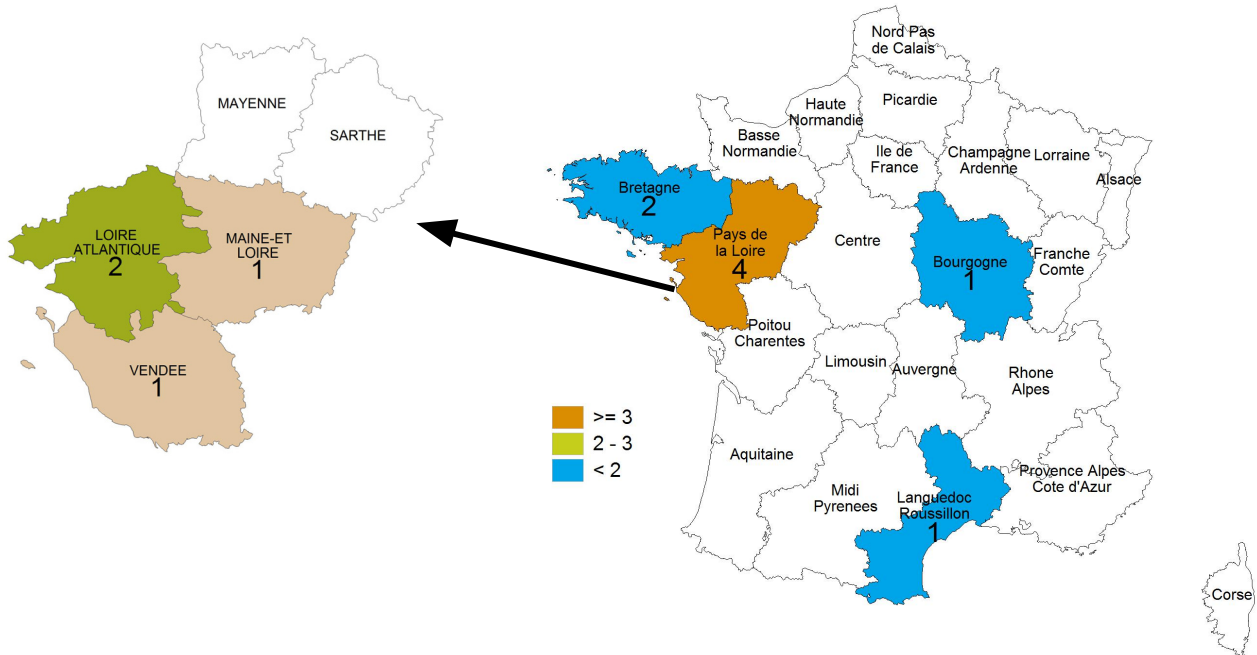 MAYENNE
SARTHE
LOIRE
ATLANTIQUE
2
MAINE-ET
LOIRE
1
VENDEE
1
Nord Pas
de Calais
Picardie
Haute
Normandie
Basse
Normandie
Ile de
France
Champagne
Ardenne
Lorraine
Alsace
Bretagne
2
Pays de
la Loire
4
Centre
Bourgogne
1
Franche
Comte
Poitou
Charentes
Limousin
Auvergne
Rhone
Alpes
>= 3
2 - 3
< 2
Aquitaine
Midi
Pyrenees
Languedoc
Roussillon
1
Provence Alpes
Cote d'Azur
Corse